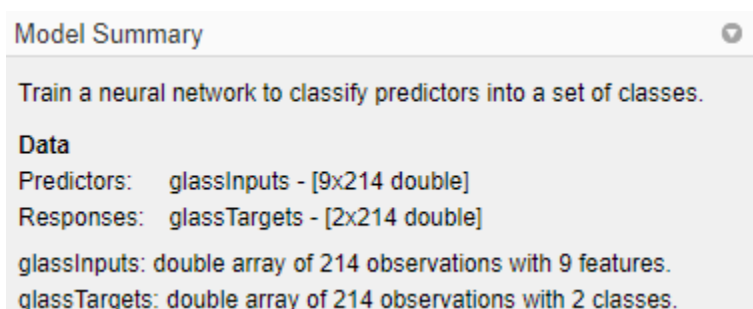 Model Summary
Train a neural network to classify predictors into a set of classes.
Data
Predictors: glassInputs - [9x214 double]
Responses: glassTargets - [2x214 double]
glassInputs: double array of 214 observations with 9 features.
glassTargets: double array of 214 observations with 2 classes.